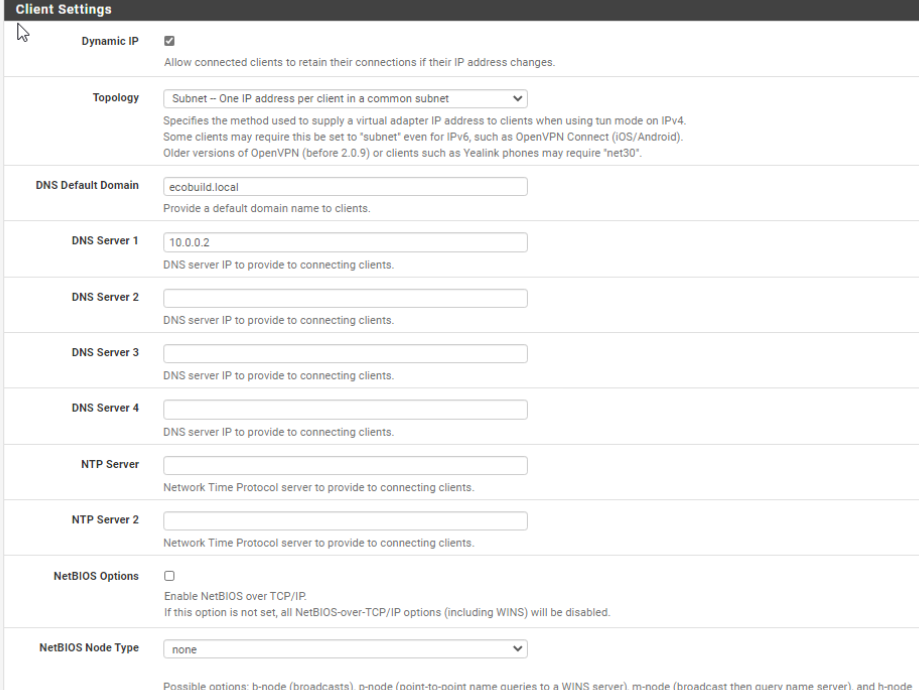 Client Settings
Dynamic IP
Allow connected clients to retain their connections if their IP address changes.
Topology
Subnet – One IP address per client in a common subnet
Specifies the method used to supply a virtual adapter IP address to clients when using tun mode on IPv4.
Some clients may require this be set to "subnet" even for IPv6, such as OpenVPN Connect (iOS/Android).
Older versions of OpenVPN (before 2.0.9) or clients such as Yealink phones may require "net30".
DNS Default Domain
ecobuild.local
Provide a default domain name to clients.
DNS Server 1
10.0.0.2
DNS server IP to provide to connecting clients.
DNS Server 2
DNS server IP to provide to connecting clients.
DNS Server 3
DNS server IP to provide to connecting clients.
DNS Server 4
DNS server IP to provide to connecting clients.
NTP Server
Network Time Protocol server to provide to connecting clients.
NTP Server 2
Network Time Protocol server to provide to connecting clients.
NetBIOS Options
Enable NetBIOS over TCP/IP.
If this option is not set, all NetBIOS-over-TCP/IP options (including WINS) will be disabled.
NetBIOS Node Type
none
Possible options: b-node (broadcasts), p-node (point-to-point name queries to a WINS server), m-node (broadcast then query name server), and h-node